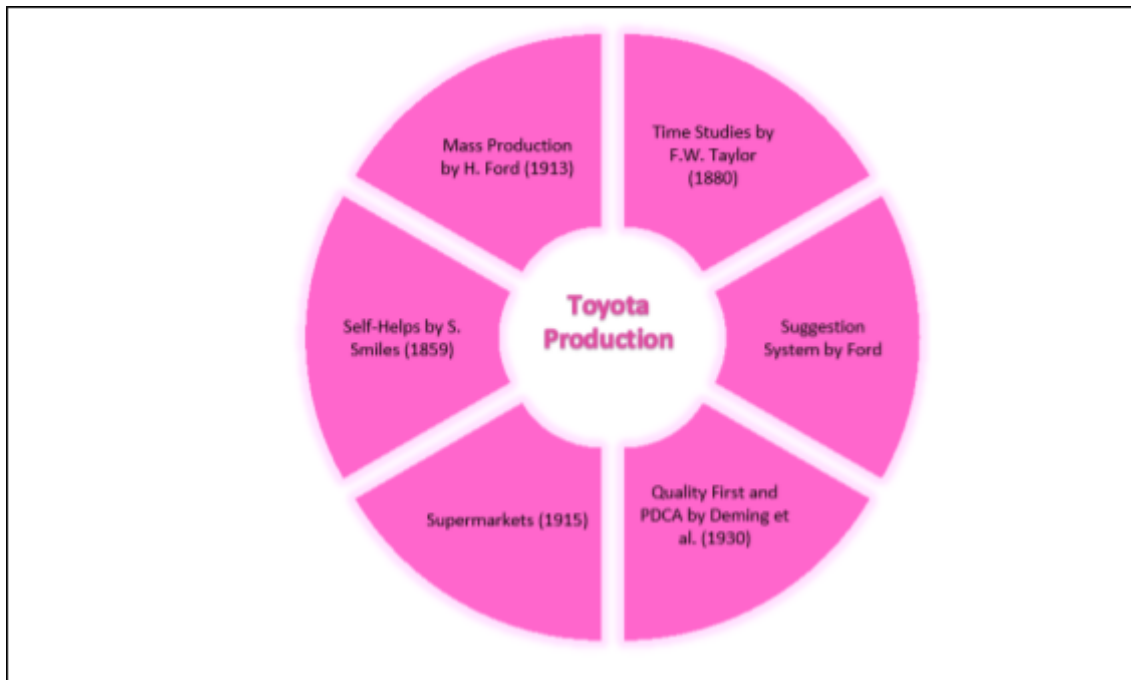 Mass Production
by H. Ford (1913)
Time Studies by
F.W. Taylor
(1880)
Self-Helps by S.
Smiles (1859)
Toyota
Production
Suggestion
System by Ford
Supermarkets (1915)
Quality First and
PDCA by Deming et
al. (1930)